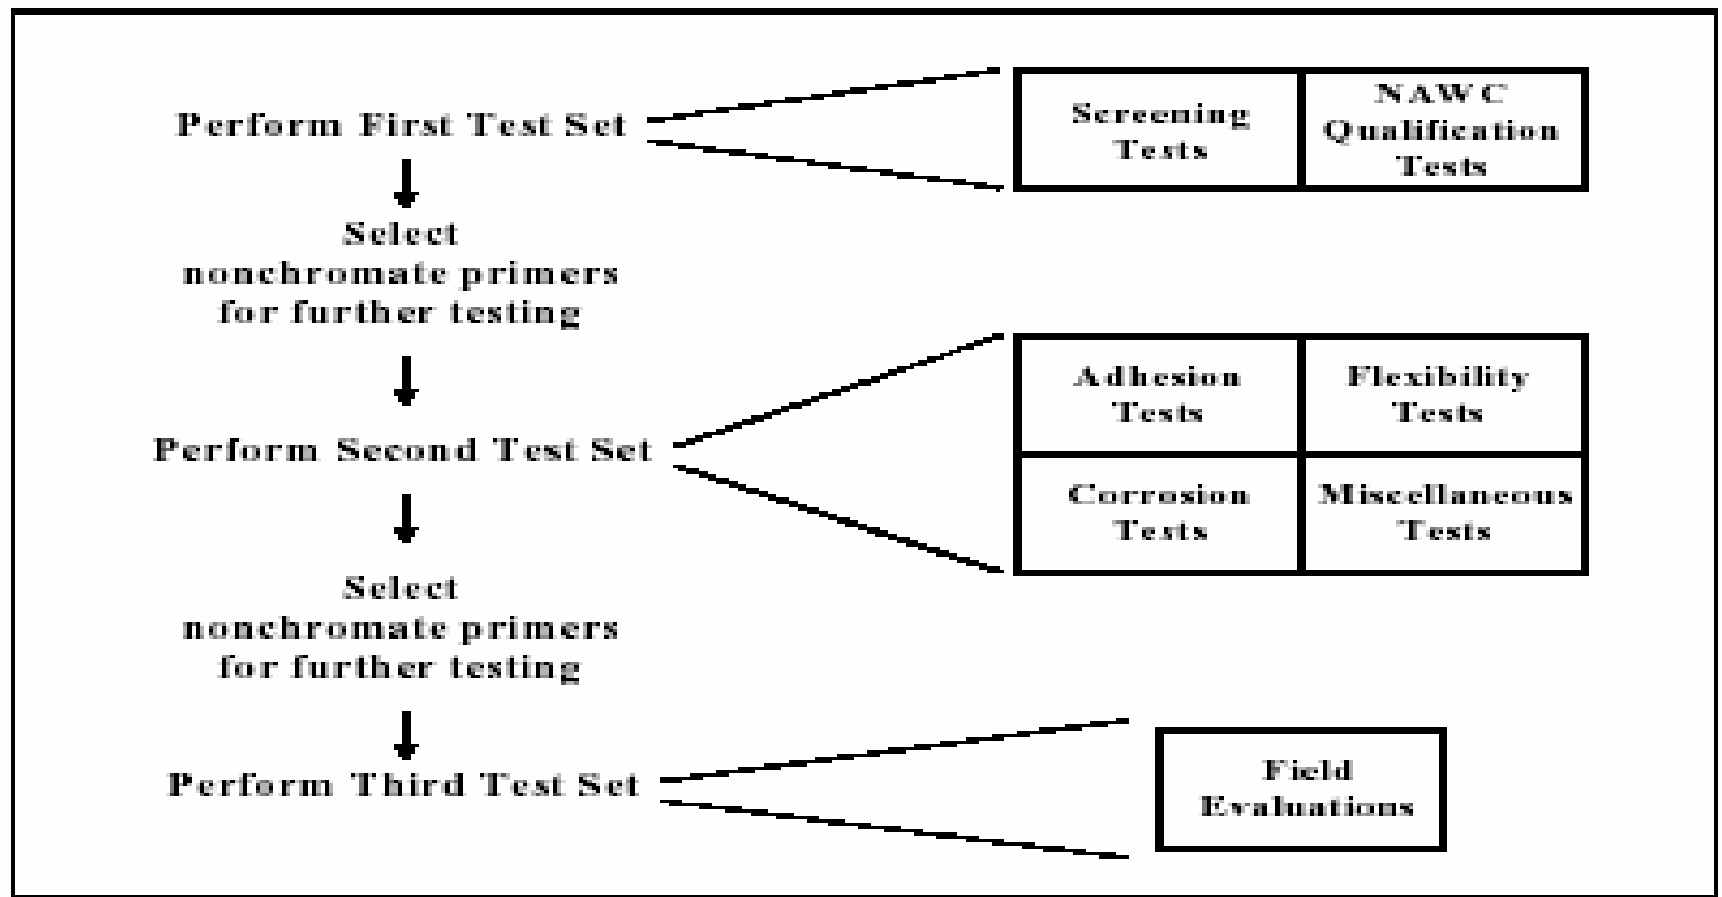 Perform First Test Set
Screening
Tests
NAWC
Qualification
Tests
Select
nonchromate primers
for further testing
Perform Second Test Set
Adhesion
Tests
Flexibility
Tests
Corrosion
Tests
Miscellaneous
Tests
Select
nonchromate primers
for further testing
Perform Third Test Set
Field
Evaluations